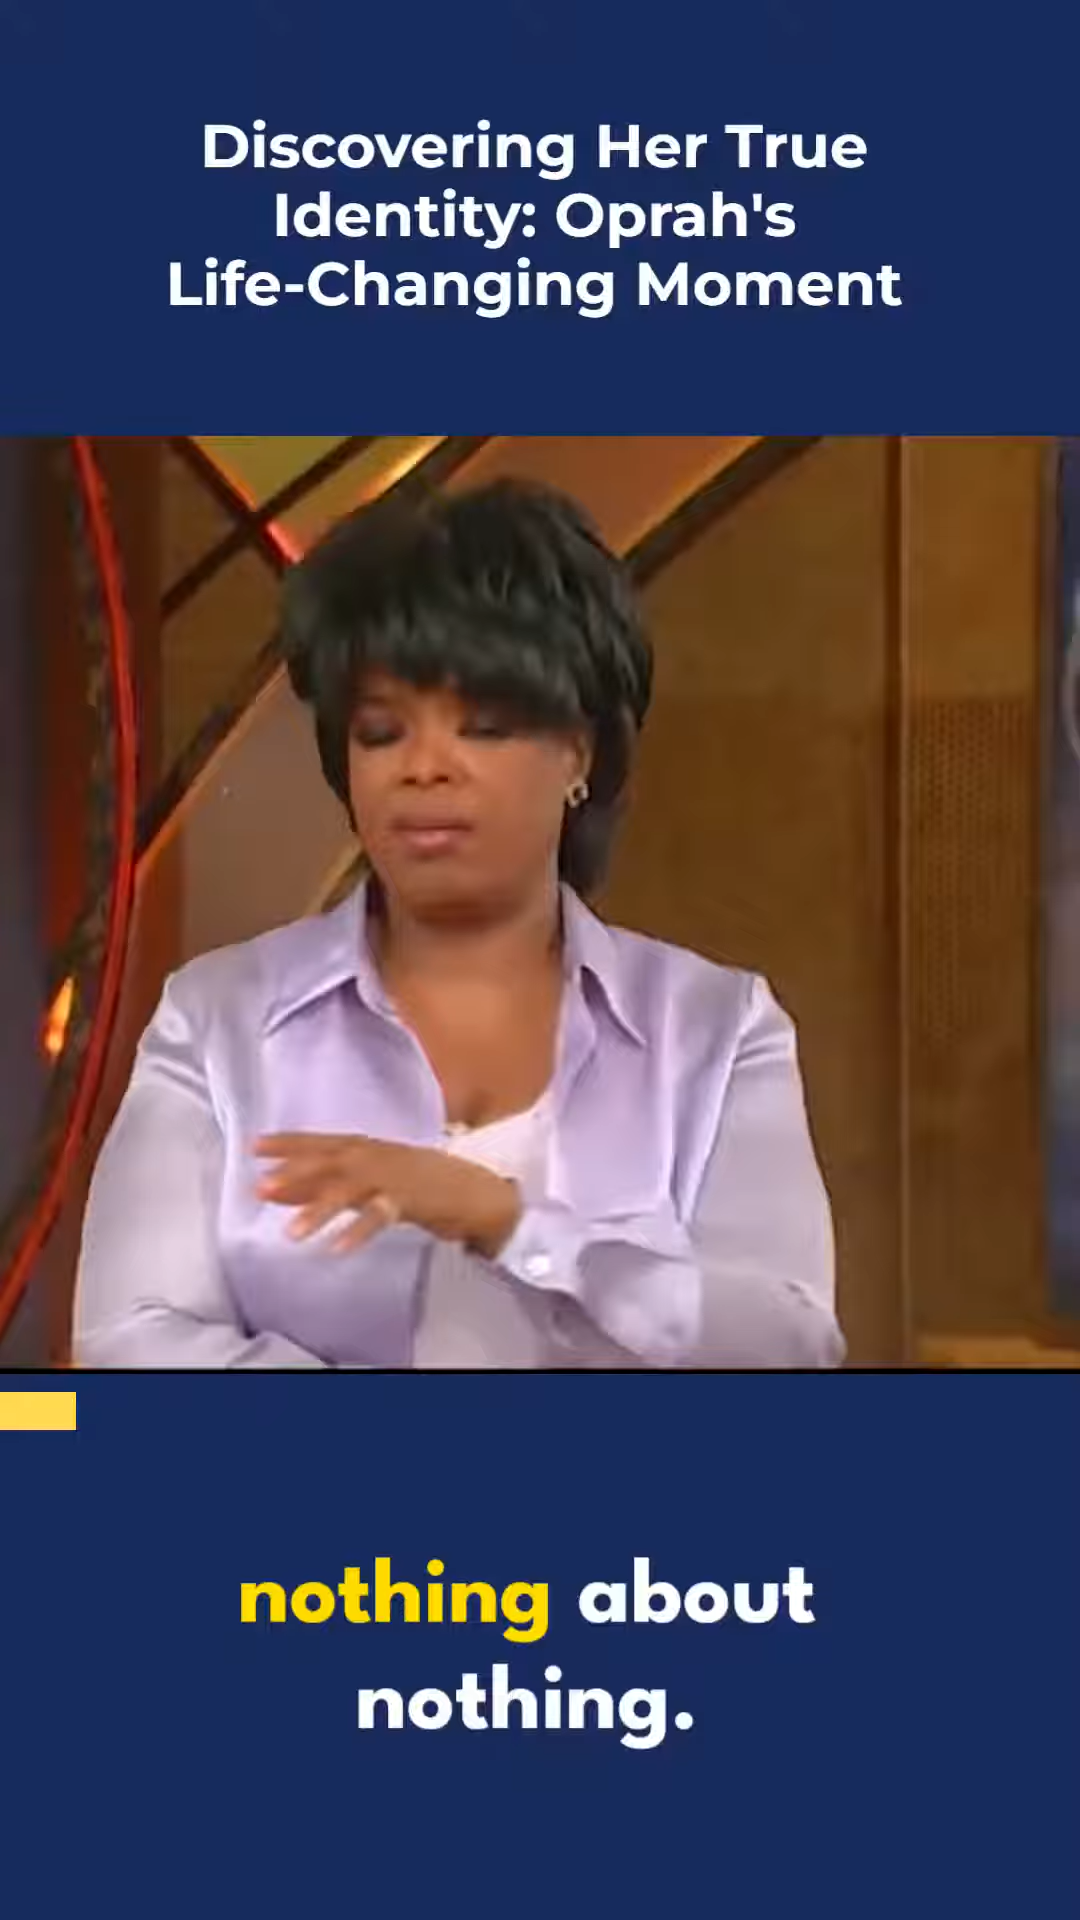 Discovering Her True
Identity: Oprah's
Life-Changing Moment
nothing about
nothing.